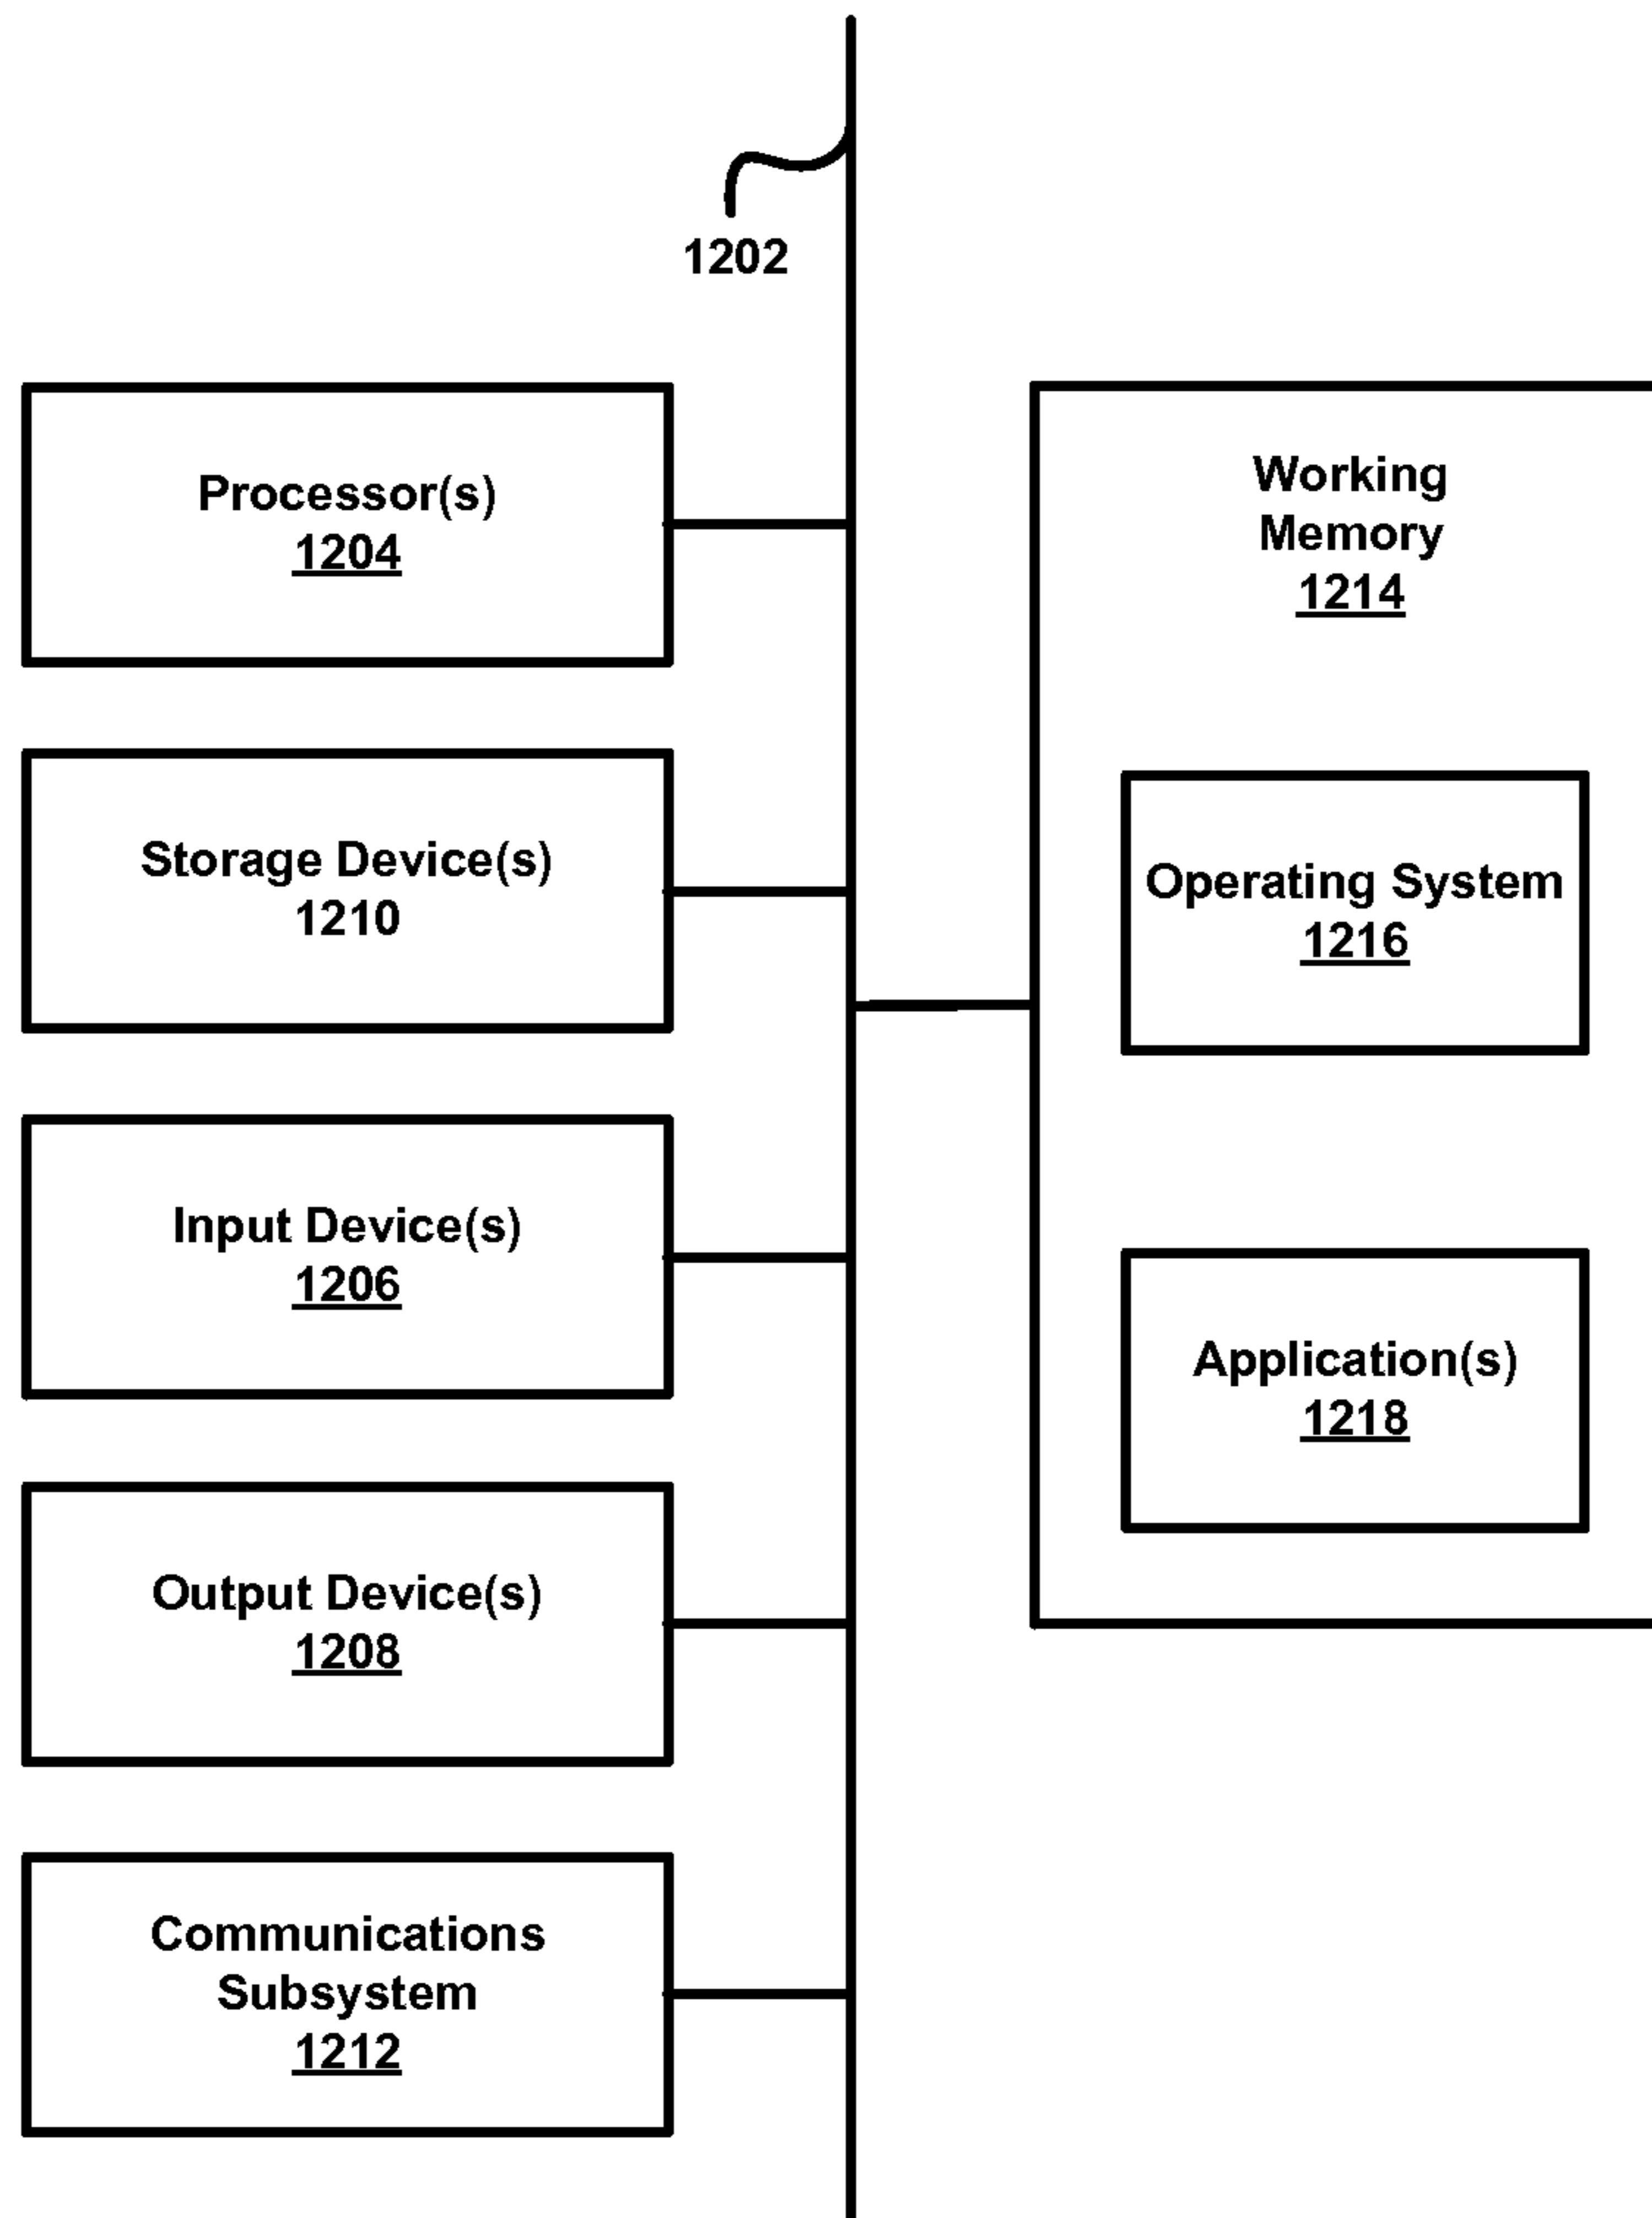 1202
Processor(s)
1204
Storage Device(s)
1210
Input Device(s)
1206
Output Device(s)
1208
Communications
Subsystem
1212
Working
Memory
1214
Operating System
1216
Application(s)
1218